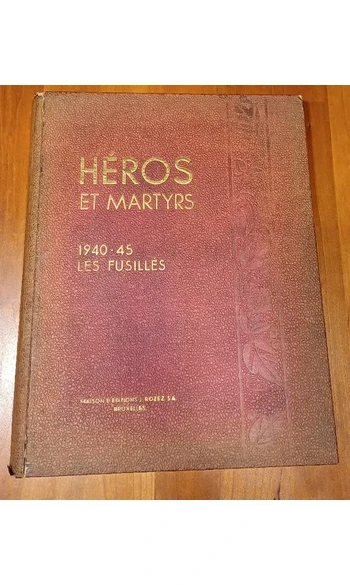 HÉROS
ET MARTYRS
1940-45
LES FUSILLÉS
MAISON D'ÉDITIONS J. ROZEZ S.A.
BRUXELLES